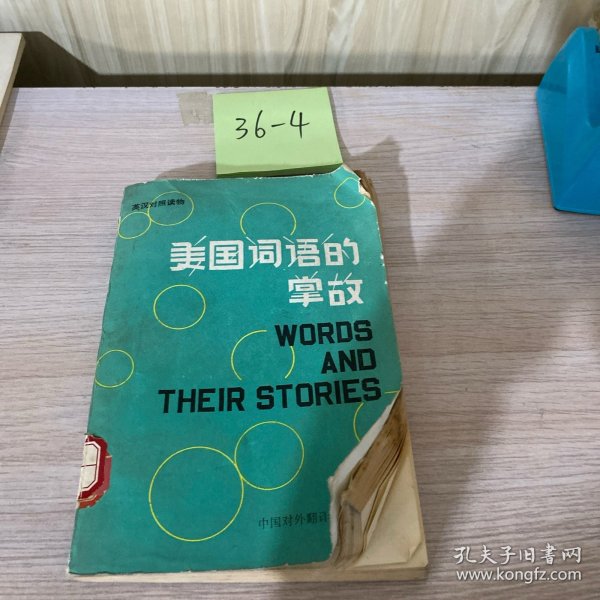 36-4
英汉对照读物
美国词语的
掌故
WORDS
AND
THEIR STORIES
中国对外翻译
孔夫子旧书网
www.kongfz.com